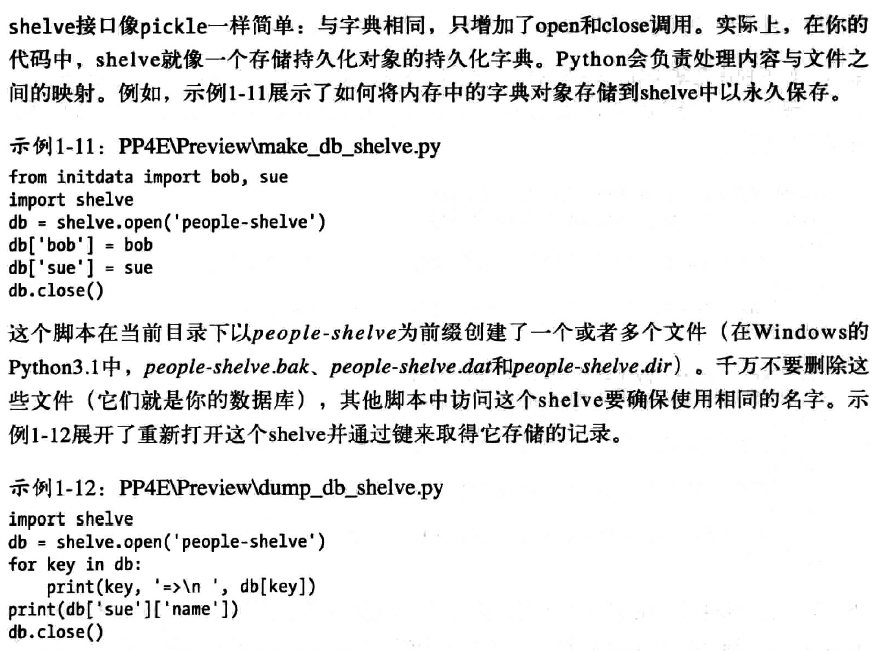 shelve接口像pickle一样简单：与字典相同，只增加了open和close调用。实际上，在你的
代码中，shelve就像一个存储持久化对象的持久化字典。Python会负责处理内容与文件之
间的映射。例如，示例1-11展示了如何将内存中的字典对象存储到shelve中以永久保存。
示例1-11：PP4E\Preview\make_db_shelve.py
from initdata import bob, sue
import shelve
db = shelve.open('people-shelve')
db['bob'] = bob
db['sue'] = sue
db.close()
这个脚本在当前目录下以people-shelve为前缀创建了一个或者多个文件（在Windows的
Python3.1中，people-shelve.bak、people-shelve.dat和people-shelve.dir）。千万不要删除这
些文件（它们就是你的数据库），其他脚本中访问这个shelve要确保使用相同的名字。示
例1-12展开了重新打开这个shelve并通过键来取得它存储的记录。
示例1-12：PP4E\Preview\dump_db_shelve.py
import shelve
db = shelve.open('people-shelve')
for key in db:
    print(key, '=>\n ', db[key])
print(db['sue']['name'])
db.close()